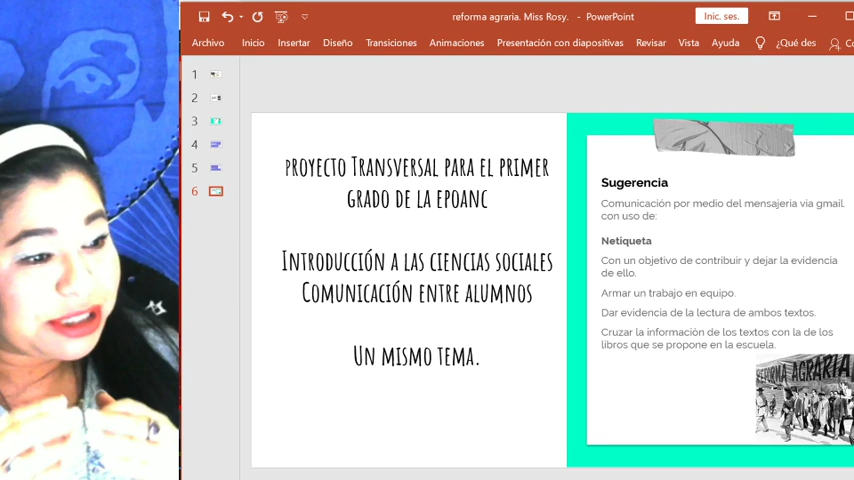 reforma agraria. Miss Rosy. - PowerPoint
Inic. ses.
Archivo Inicio Insertar Diseño Transiciones Animaciones Presentación con diapositivas Revisar Vista Ayuda ¿Qué des
1
2
3
4
5
6
PROYECTO TRANSVERSAL PARA EL PRIMER
GRADO DE LA EPOANC
INTRODUCCIÓN A LAS CIENCIAS SOCIALES
COMUNICACIÓN ENTRE ALUMNOS
UN MISMO TEMA.
Sugerencia
Comunicación por medio del mensajeria via gmail.
con uso de:
Netiqueta
Con un objetivo de contribuir y dejar la evidencia
de ello.
Armar un trabajo en equipo.
Dar evidencia de la lectura de ambos textos.
Cruzar la información de los textos con la de los
libros que se propone en la escuela.
REFORMA AGRARIA